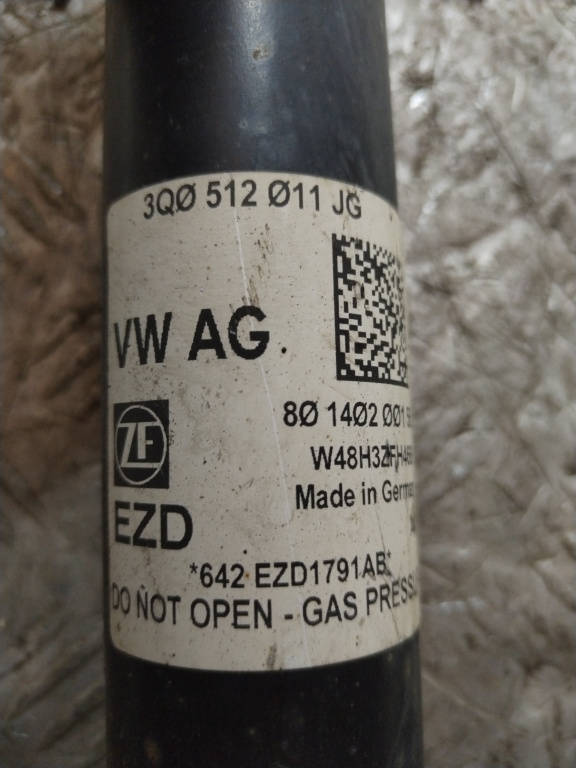 3QØ 512 Ø11 JG
VW AG
8Ø 14Ø2 ØØ1
ZF
Made in
EZD
*642 EZD1791AB*
DO NOT OPEN - GAS